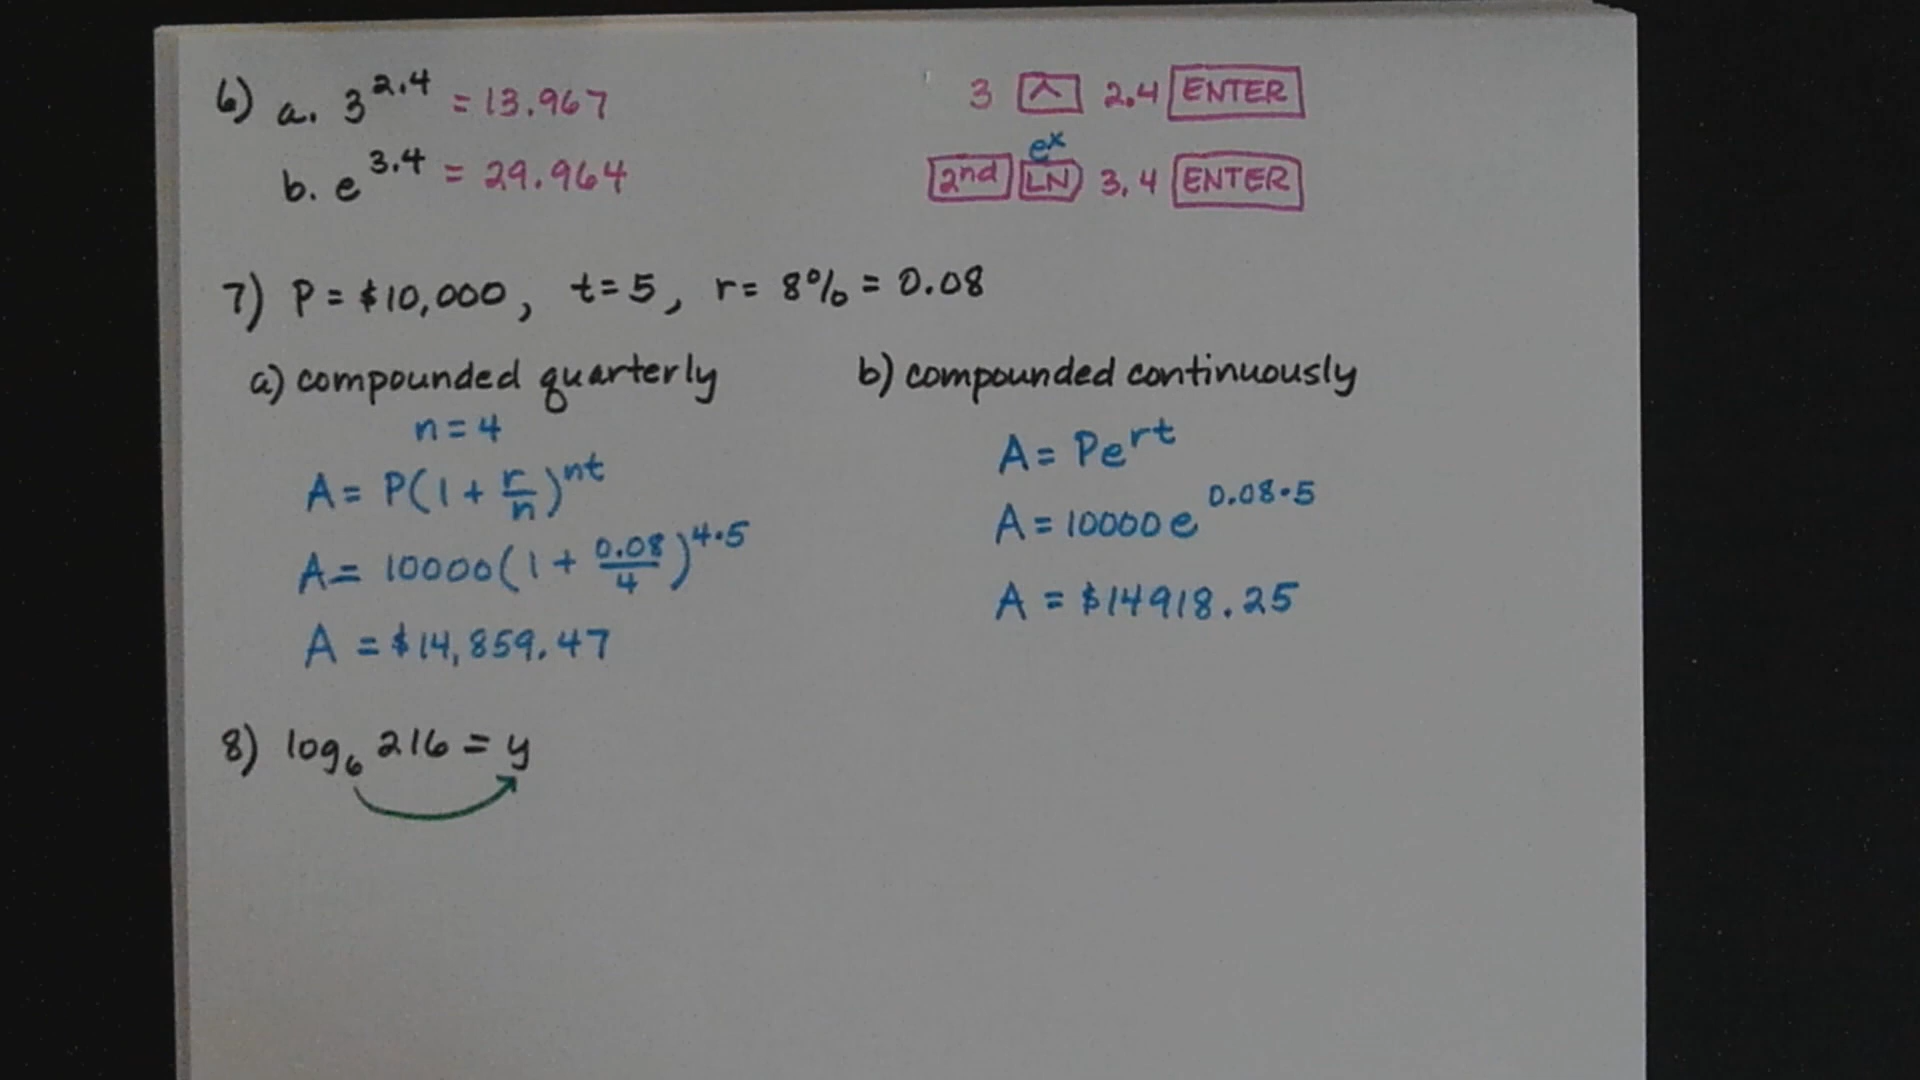 6) a. 3^2.4 = 13.967
3 [^] 2.4 [ENTER]
b. e^3.4 = 29.964
e^x
[2nd] [LN] 3.4 [ENTER]
7) P = $10,000, t = 5, r = 8% = 0.08
a) compounded quarterly
n = 4
A = P(1 + r/n)^nt
A = 10000(1 + 0.08/4)^4·5
A = $14,859.47
b) compounded continuously
A = Pe^rt
A = 10000e^0.08·5
A = $14918.25
8) log₆ 216 = y